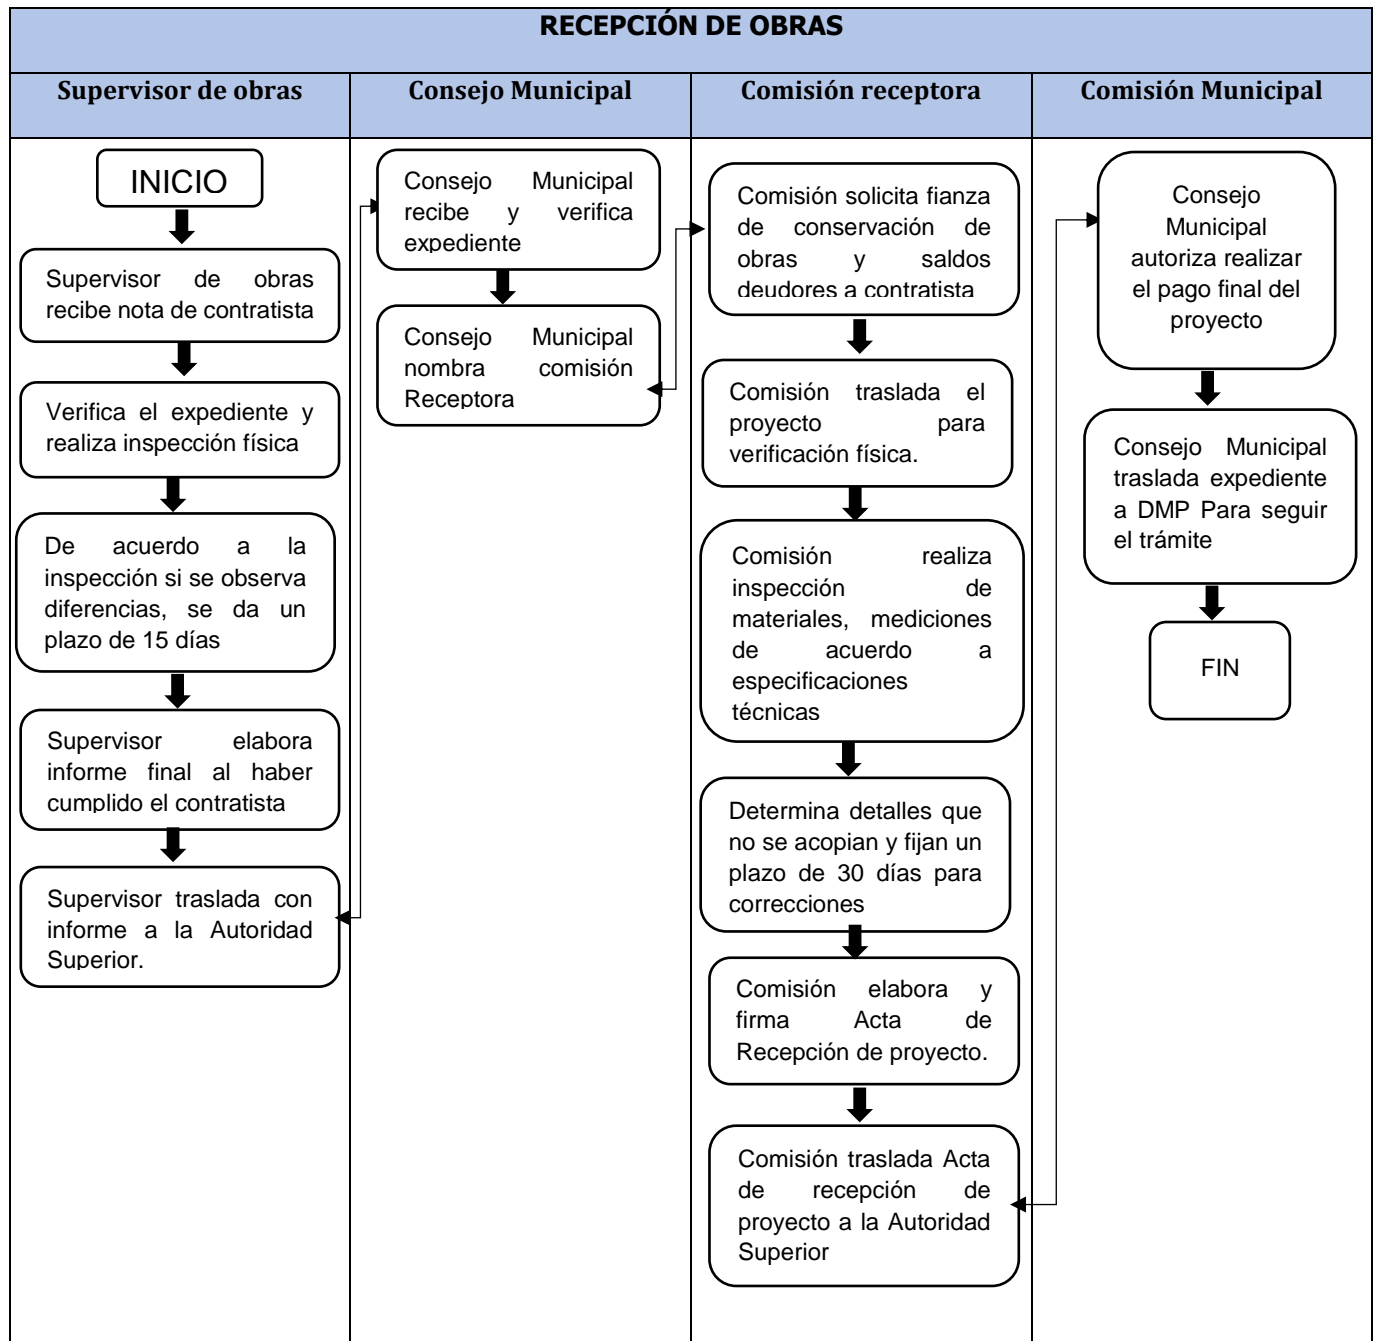 RECEPCIÓN DE OBRAS
Supervisor de obras
Consejo Municipal
Comisión receptora
Comisión Municipal
INICIO
Supervisor de obras
recibe nota de contratista
Verifica el expediente y
realiza inspección física
De acuerdo a la
inspección si se observa
diferencias, se da un
plazo de 15 días
Supervisor elabora
informe final al haber
cumplido el contratista
Supervisor traslada con
informe a la Autoridad
Superior.
Consejo Municipal
recibe y verifica
expediente
Consejo Municipal
nombra comisión
Receptora
Comisión solicita fianza
de conservación de
obras y saldos
deudores a contratista
Comisión traslada el
proyecto para
verificación física.
Comisión realiza
inspección de
materiales, mediciones
de acuerdo a
especificaciones
técnicas
Determina detalles que
no se acopian y fijan un
plazo de 30 días para
correcciones
Comisión elabora y
firma Acta de
Recepción de proyecto.
Comisión traslada Acta
de recepción de
proyecto a la Autoridad
Superior
Consejo
Municipal
autoriza realizar
el pago final del
proyecto
Consejo Municipal
traslada expediente
a DMP Para seguir
el trámite
FIN